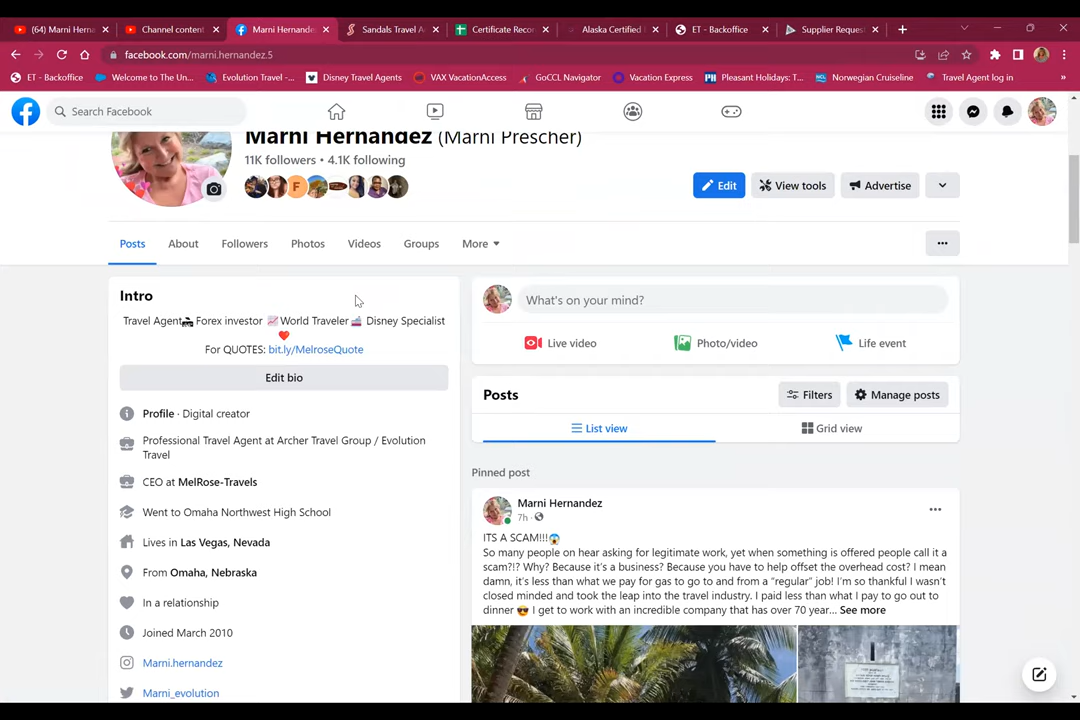 (64) Marni Herna
Channel content
Marni Hernandez
Sandals Travel A
Certificate Reco
Alaska Certified
ET - Backoffice
Supplier Reques
facebook.com/marni.hernandez.5
ET - Backoffice
Welcome to The Un...
Evolution Travel -...
Disney Travel Agents
VAX VacationAccess
GoCCL Navigator
Vacation Express
Pleasant Holidays: T...
Norwegian Cruiseline
Travel Agent log in
Search Facebook
Marni Hernandez (Marni Prescher)
11K followers • 4.1K following
Edit
View tools
Advertise
Posts
About
Followers
Photos
Videos
Groups
More
Intro
Travel Agent🚓 Forex investor 📈World Traveler🚢 Disney Specialist
❤️
For QUOTES: bit.ly/MelroseQuote
Edit bio
Profile · Digital creator
Professional Travel Agent at Archer Travel Group / Evolution
Travel
CEO at MelRose-Travels
Went to Omaha Northwest High School
Lives in Las Vegas, Nevada
From Omaha, Nebraska
In a relationship
Joined March 2010
Marni.hernandez
Marni_evolution
What's on your mind?
Live video
Photo/video
Life event
Posts
Filters
Manage posts
List view
Grid view
Pinned post
Marni Hernandez
7h ·
ITS A SCAM!!!😱
So many people on hear asking for legitimate work, yet when something is offered people call it a
scam?!? Why? Because it's a business? Because you have to help offset the overhead cost? I mean
damn, it's less than what we pay for gas to go to and from a "regular" job! I'm so thankful I wasn't
closed minded and took the leap into the travel industry. I paid less than what I pay to go out to
dinner 😎 I get to work with an incredible company that has over 70 year... See more